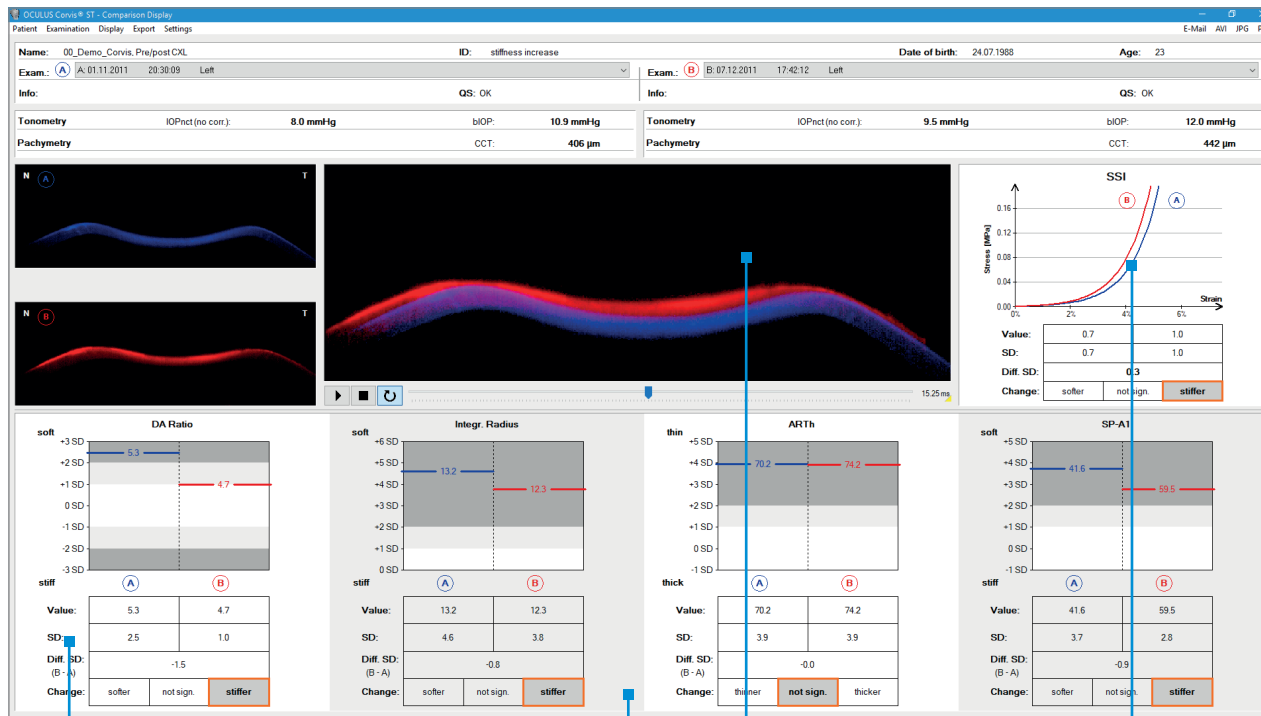 OCULUS Corvis® ST - Comparison Display
Patient Examination Display Export Settings E-Mail AVI JPG
Name: 00_Demo_Corvis, Pre/post CXL ID: stiffness increase Date of birth: 24.07.1988 Age: 23
Exam.: A A: 01.11.2011 20:30:09 Left Exam.: B B: 07.12.2011 17:42:12 Left
Info: QS: OK Info: QS: OK
Tonometry IOPnct (no corr.): 8.0 mmHg bIOP: 10.9 mmHg Tonometry IOPnct (no corr.): 9.5 mmHg bIOP: 12.0 mmHg
Pachymetry CCT: 406 µm Pachymetry CCT: 442 µm
N A T
N B T
15.25 ms
SSI
B A
Stress [MPa]
0.16
0.12
0.08
0.04
0.00
Strain
0% 2% 4% 6%
Value: 0.7 1.0
SD: 0.7 1.0
Diff. SD: 0.3
Change: softer not sign. stiffer
DA Ratio
soft
+3 SD
+2 SD
+1 SD
0 SD
-1 SD
-2 SD
-3 SD
5.3
4.7
stiff A B
Value: 5.3 4.7
SD: 2.5 1.0
Diff. SD: -1.5
(B - A)
Change: softer not sign. stiffer
Integr. Radius
soft
+6 SD
+5 SD
+4 SD
+3 SD
+2 SD
+1 SD
0 SD
13.2
12.3
stiff A B
Value: 13.2 12.3
SD: 4.6 3.8
Diff. SD: -0.8
(B - A)
Change: softer not sign. stiffer
ARTh
thin
+5 SD
+4 SD
+3 SD
+2 SD
+1 SD
0 SD
-1 SD
70.2 74.2
thick A B
Value: 70.2 74.2
SD: 3.9 3.9
Diff. SD: -0.0
(B - A)
Change: thinner not sign. thicker
SP-A1
soft
+5 SD
+4 SD
+3 SD
+2 SD
+1 SD
0 SD
-1 SD
41.6
59.5
stiff A B
Value: 41.6 59.5
SD: 3.7 2.8
Diff. SD: -0.9
(B - A)
Change: softer not sign. stiffer